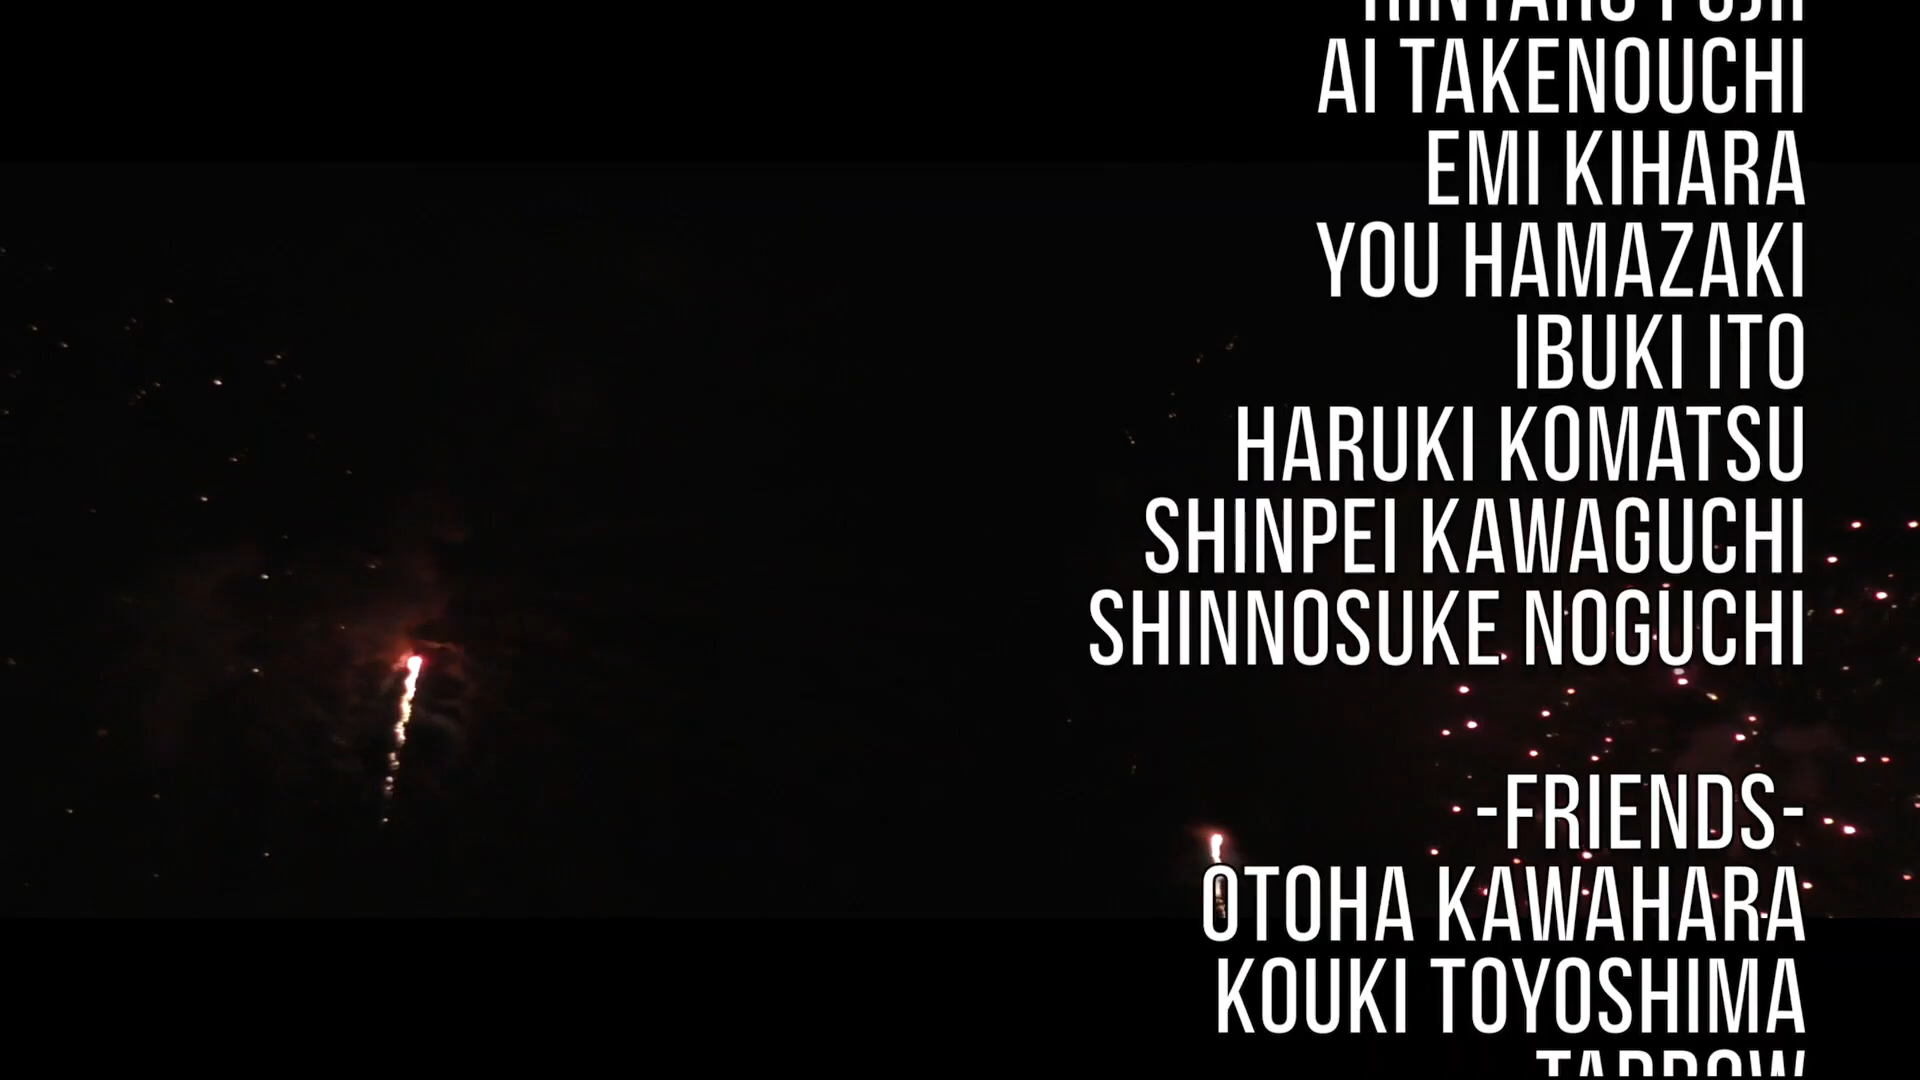 AI TAKENOUCHI
EMI KIHARA
YOU HAMAZAKI
IBUKI ITO
HARUKI KOMATSU
SHINPEI KAWAGUCHI
SHINNOSUKE NOGUCHI
-FRIENDS-
OTOHA KAWAHARA
KOUKI TOYOSHIMA